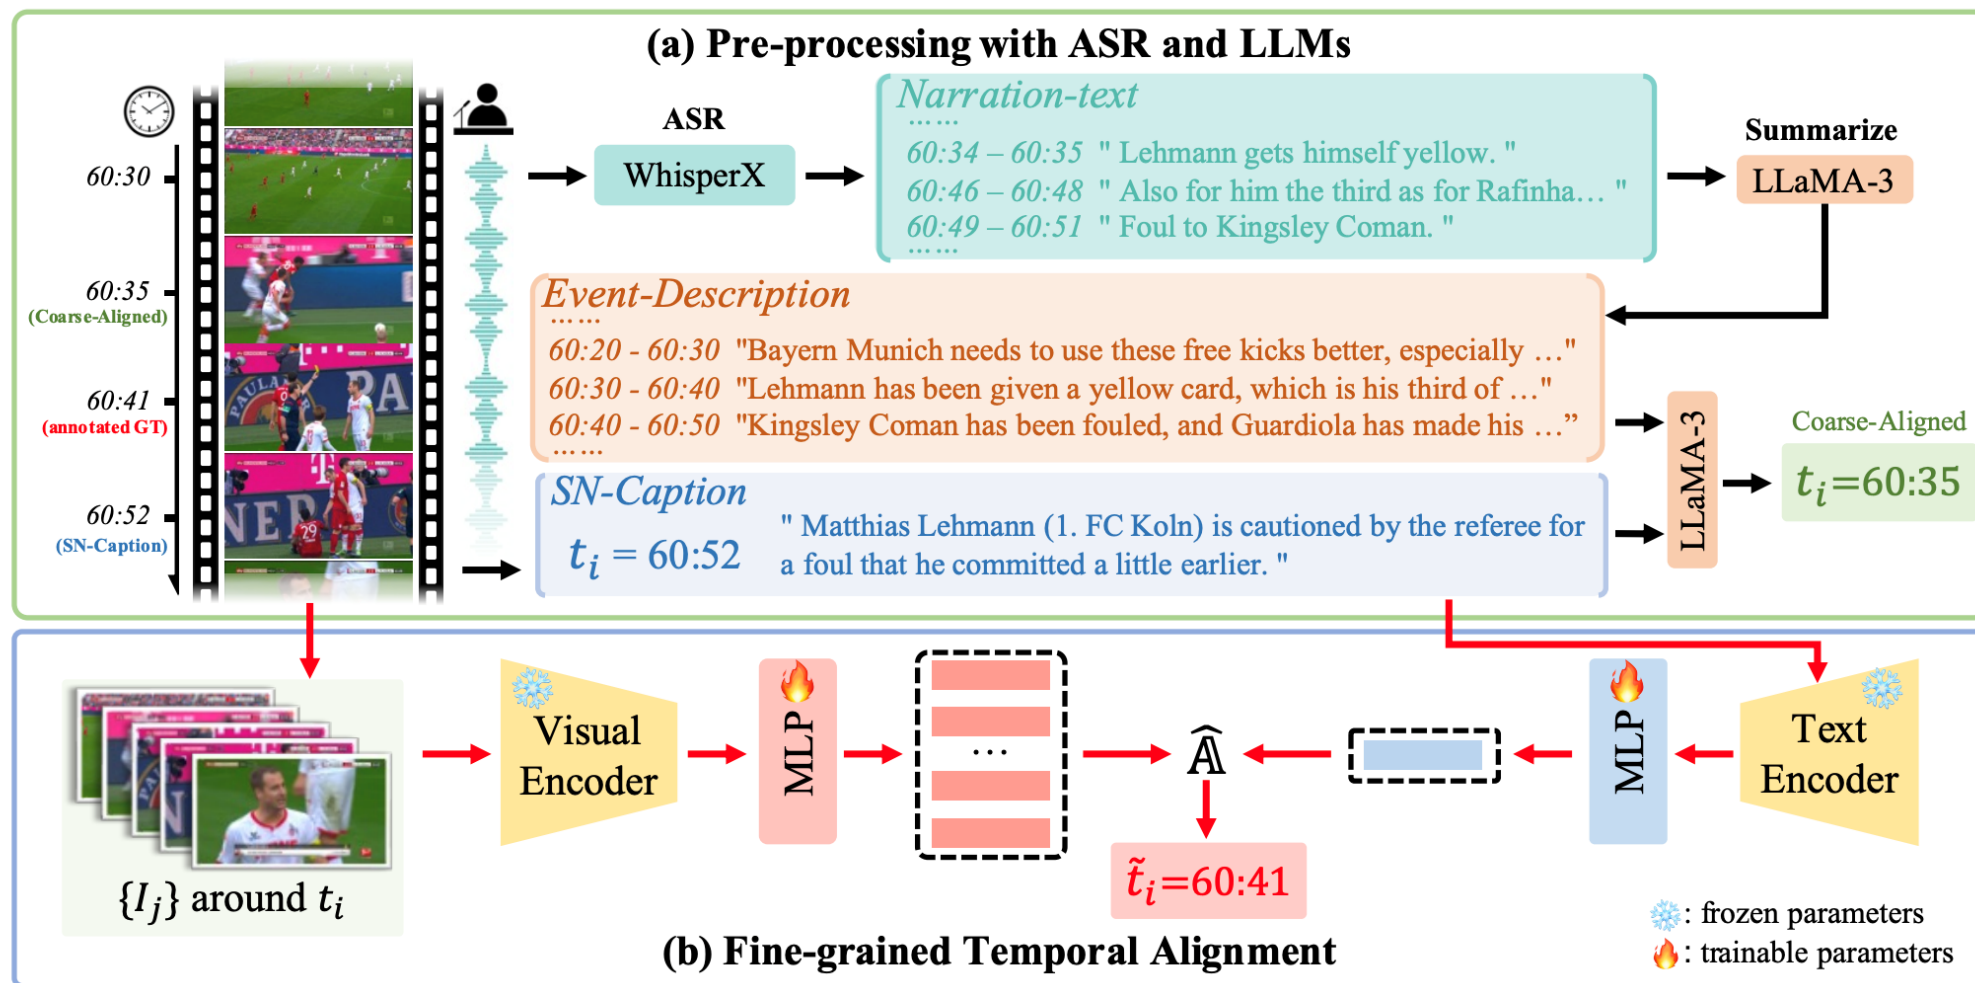 (a) Pre-processing with ASR and LLMs
60:30
60:35
(Coarse-Aligned)
60:41
(annotated GT)
60:52
(SN-Caption)
ASR
WhisperX
Narration-text
... ...
60:34 – 60:35 " Lehmann gets himself yellow. "
60:46 – 60:48 " Also for him the third as for Rafinha… "
60:49 – 60:51 " Foul to Kingsley Coman. "
... ...
Summarize
LLaMA-3
Event-Description
... ...
60:20 - 60:30 "Bayern Munich needs to use these free kicks better, especially …"
60:30 - 60:40 "Lehmann has been given a yellow card, which is his third of …"
60:40 - 60:50 "Kingsley Coman has been fouled, and Guardiola has made his …”
... ...
SN-Caption
t_i = 60:52
" Matthias Lehmann (1. FC Koln) is cautioned by the referee for
a foul that he committed a little earlier. "
LLaMA-3
Coarse-Aligned
t_i=60:35
PAULA
NER
29
{I_j} around t_i
Visual
Encoder
MLP
...
Â
MLP
Text
Encoder
t̃_i=60:41
: frozen parameters
: trainable parameters
(b) Fine-grained Temporal Alignment